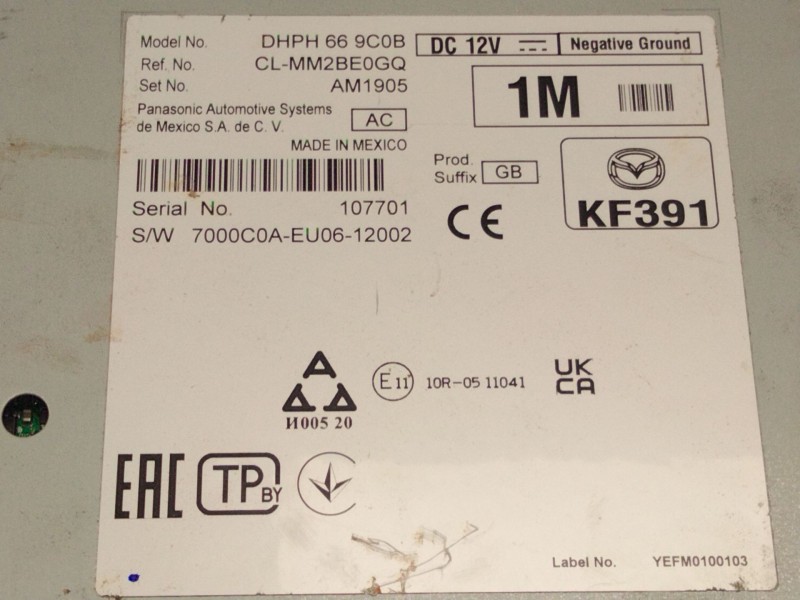 Model No. DHPH 66 9C0B DC 12V Negative Ground
Ref. No. CL-MM2BE0GQ
Set No. AM1905 1M
Panasonic Automotive Systems
de Mexico S.A. de C. V. AC
MADE IN MEXICO
Prod.
Suffix GB
KF391
Serial No. 107701
S/W 7000C0A-EU06-12002
CE
E11 10R-05 11041
UK
CA
И005 20
EAC TP BY
Label No. YEFM0100103